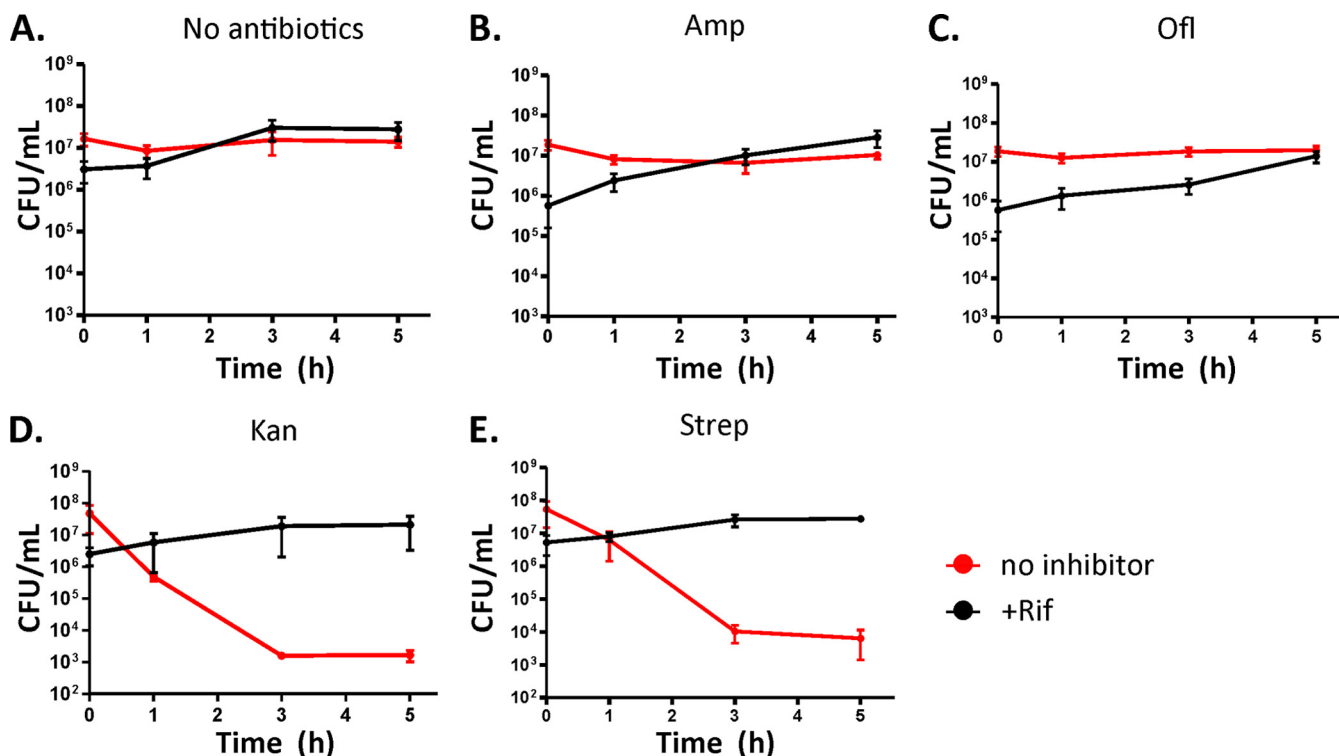 A. No antibiotics
CFU/mL
10⁹
10⁸
10⁷
10⁶
10⁵
10⁴
10³
0 1 2 3 4 5
Time (h)
B. Amp
CFU/mL
10⁹
10⁸
10⁷
10⁶
10⁵
10⁴
10³
0 1 2 3 4 5
Time (h)
C. Ofl
CFU/mL
10⁹
10⁸
10⁷
10⁶
10⁵
10⁴
10³
0 1 2 3 4 5
Time (h)
D. Kan
CFU/mL
10⁹
10⁸
10⁷
10⁶
10⁵
10⁴
10³
10²
0 1 2 3 4 5
Time (h)
E. Strep
CFU/mL
10⁹
10⁸
10⁷
10⁶
10⁵
10⁴
10³
10²
0 1 2 3 4 5
Time (h)
no inhibitor
+Rif